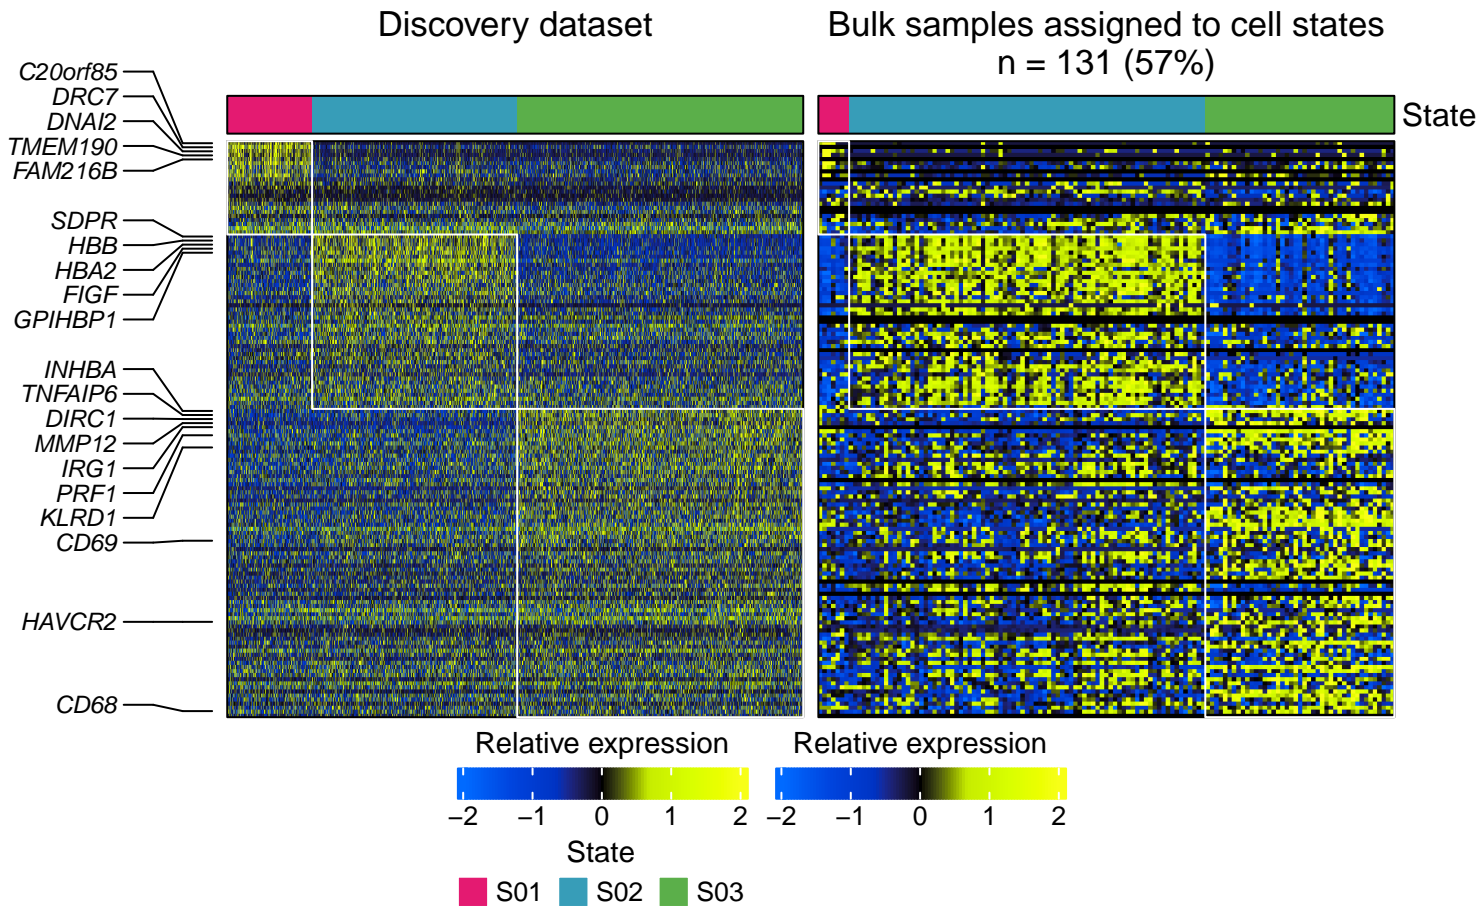 Discovery dataset
Bulk samples assigned to cell states
n = 131 (57%)
State
C20orf85
DRC7
DNAI2
TMEM190
FAM216B
SDPR
HBB
HBA2
FIGF
GPIHBP1
INHBA
TNFAIP6
DIRC1
MMP12
IRG1
PRF1
KLRD1
CD69
HAVCR2
CD68
Relative expression
−2 −1 0 1 2
Relative expression
−2 −1 0 1 2
State
S01 S02 S03